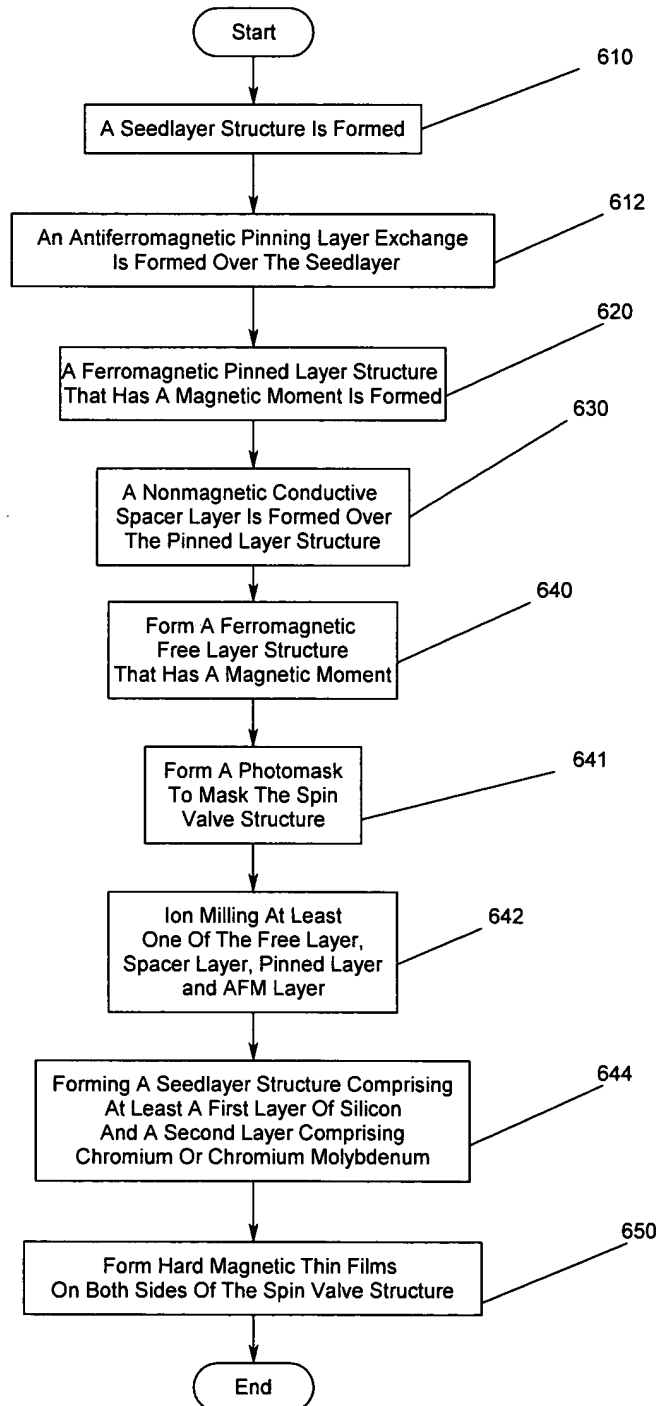 Start
610
A Seedlayer Structure Is Formed
612
An Antiferromagnetic Pinning Layer Exchange
Is Formed Over The Seedlayer
620
A Ferromagnetic Pinned Layer Structure
That Has A Magnetic Moment Is Formed
630
A Nonmagnetic Conductive
Spacer Layer Is Formed Over
The Pinned Layer Structure
640
Form A Ferromagnetic
Free Layer Structure
That Has A Magnetic Moment
641
Form A Photomask
To Mask The Spin
Valve Structure
642
Ion Milling At Least
One Of The Free Layer,
Spacer Layer, Pinned Layer
and AFM Layer
644
Forming A Seedlayer Structure Comprising
At Least A First Layer Of Silicon
And A Second Layer Comprising
Chromium Or Chromium Molybdenum
650
Form Hard Magnetic Thin Films
On Both Sides Of The Spin Valve Structure
End